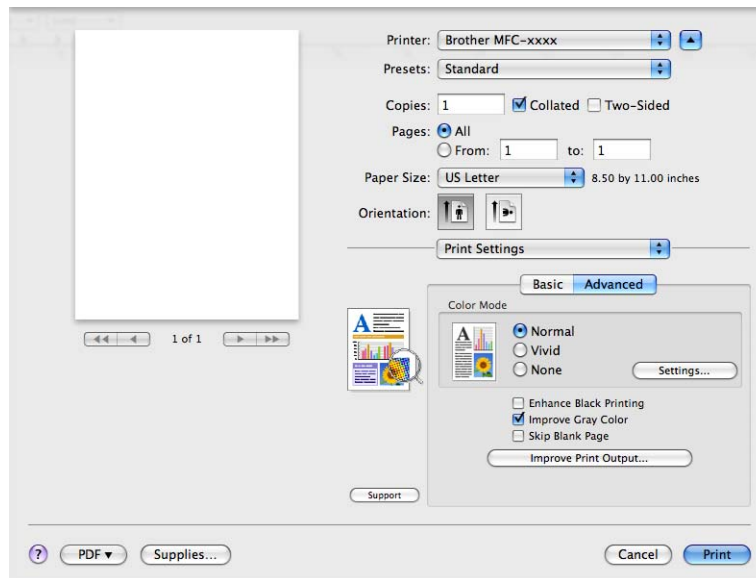 Printer: Brother MFC-xxxx
Presets: Standard
Copies: 1 Collated Two-Sided
Pages: All
From: 1 to: 1
Paper Size: US Letter 8.50 by 11.00 inches
Orientation:
Print Settings
Basic Advanced
Color Mode
Normal
Vivid
None Settings...
Enhance Black Printing
Improve Gray Color
Skip Blank Page
Improve Print Output...
1 of 1
Support
? PDF Supplies... Cancel Print